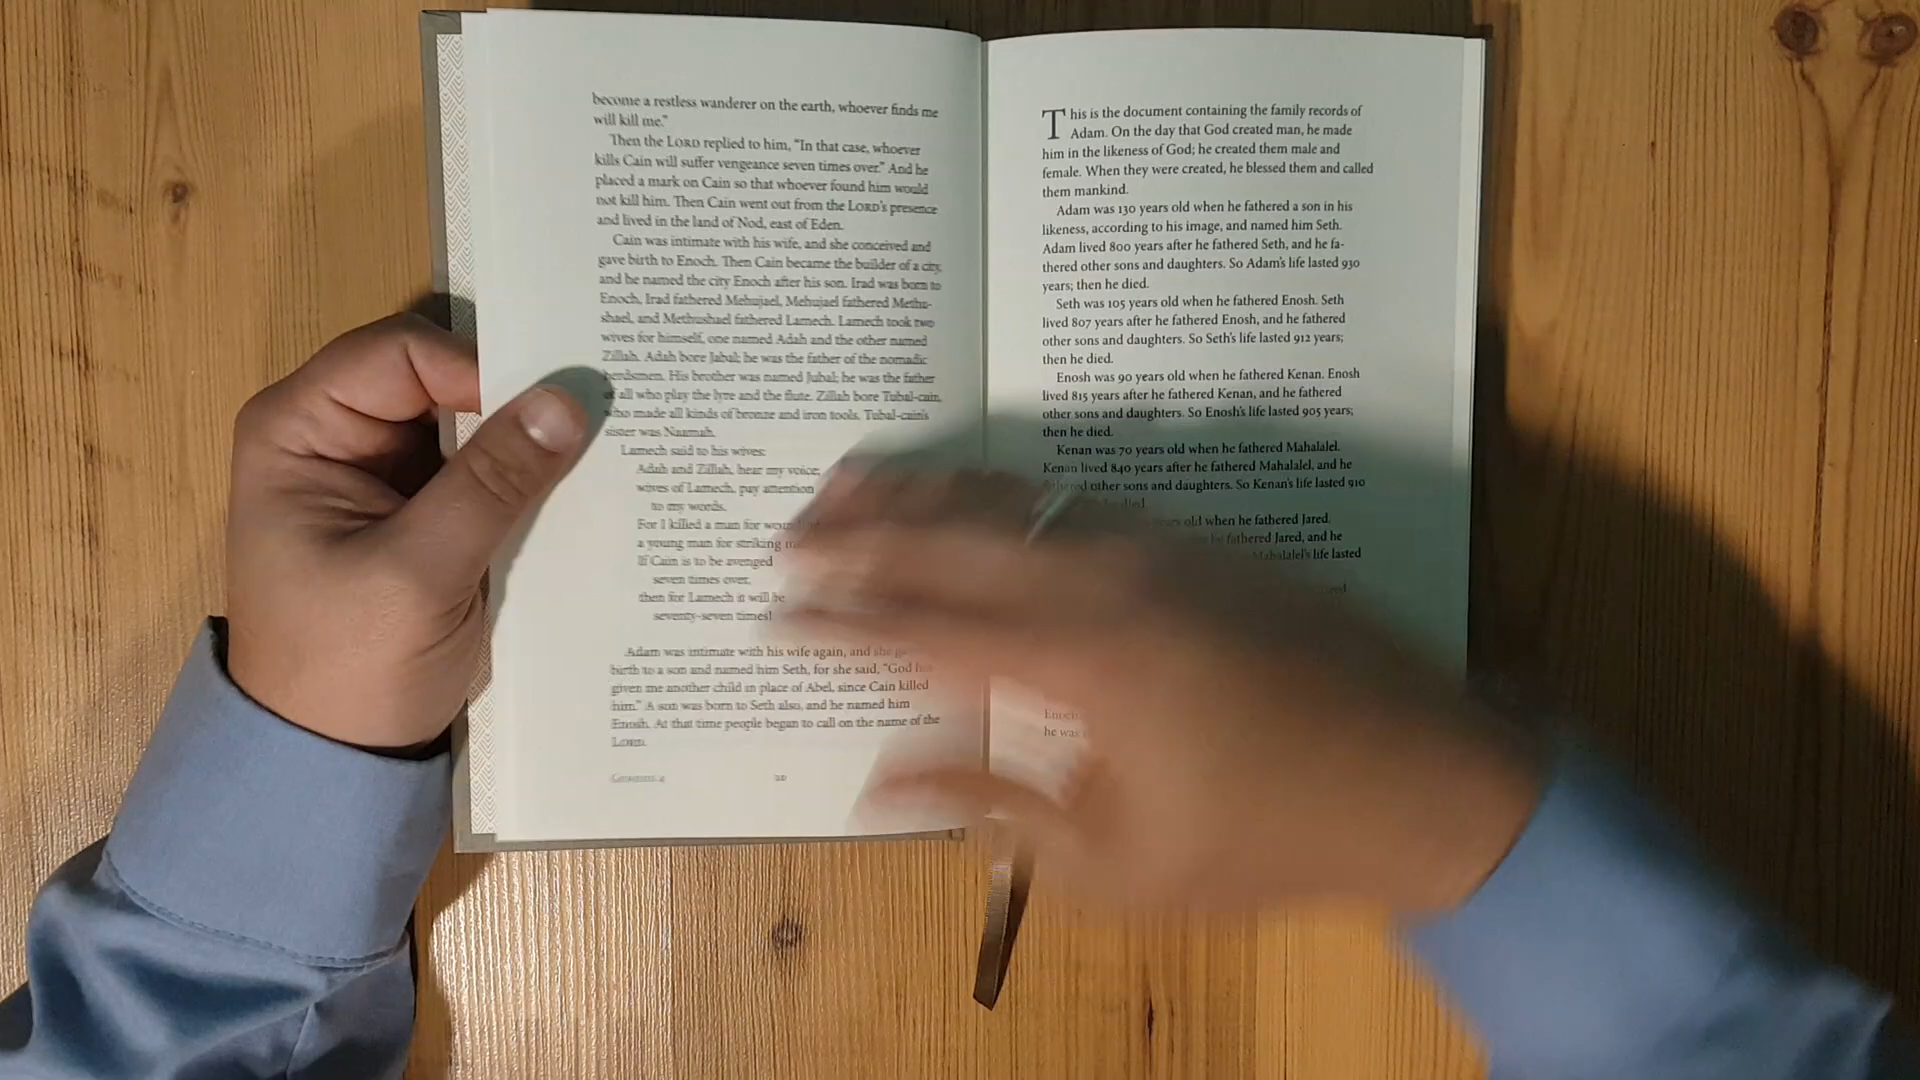 become a restless wanderer on the earth, whoever finds me
will kill me."
Then the LORD replied to him, "In that case, whoever
kills Cain will suffer vengeance seven times over." And he
placed a mark on Cain so that whoever found him would
not kill him. Then Cain went out from the LORD's presence
and lived in the land of Nod, east of Eden.
Cain was intimate with his wife, and she conceived and
gave birth to Enoch. Then Cain became the builder of a city,
and he named the city Enoch after his son. Irad was born to
Enoch, Irad fathered Mehujael, Mehujael fathered Methu-
shael, and Methushael fathered Lamech. Lamech took two
wives for himself, one named Adah and the other named
Zillah. Adah bore Jabal; he was the father of the nomadic
herdsmen. His brother was named Jubal; he was the father
of all who play the lyre and the flute. Zillah bore Tubal-cain,
who made all kinds of bronze and iron tools. Tubal-cain's
sister was Naamah.
Lamech said to his wives:
Adah and Zillah, hear my voice;
wives of Lamech, pay attention
to my words.
For I killed a man for
a young man for striking
If Cain is to be avenged
seven times over,
then for Lamech it will be
seventy-seven times!
Adam was intimate with his wife again, and she
birth to a son and named him Seth, for she said, "God
given me another child in place of Abel, since Cain killed
him." A son was born to Seth also, and he named him
Enosh. At that time people began to call on the name of the
LORD.
Genesis 4 20
This is the document containing the family records of
Adam. On the day that God created man, he made
him in the likeness of God; he created them male and
female. When they were created, he blessed them and called
them mankind.
Adam was 130 years old when he fathered a son in his
likeness, according to his image, and named him Seth.
Adam lived 800 years after he fathered Seth, and he fa-
thered other sons and daughters. So Adam's life lasted 930
years; then he died.
Seth was 105 years old when he fathered Enosh. Seth
lived 807 years after he fathered Enosh, and he fathered
other sons and daughters. So Seth's life lasted 912 years;
then he died.
Enosh was 90 years old when he fathered Kenan. Enosh
lived 815 years after he fathered Kenan, and he fathered
other sons and daughters. So Enosh's life lasted 905 years;
then he died.
Kenan was 70 years old when he fathered Mahalalel.
Kenan lived 840 years after he fathered Mahalalel, and he
fathered other sons and daughters. So Kenan's life lasted 910
died.
years old when he fathered Jared.
he fathered Jared, and he
Mahalalel's life lasted
Enoch
he was